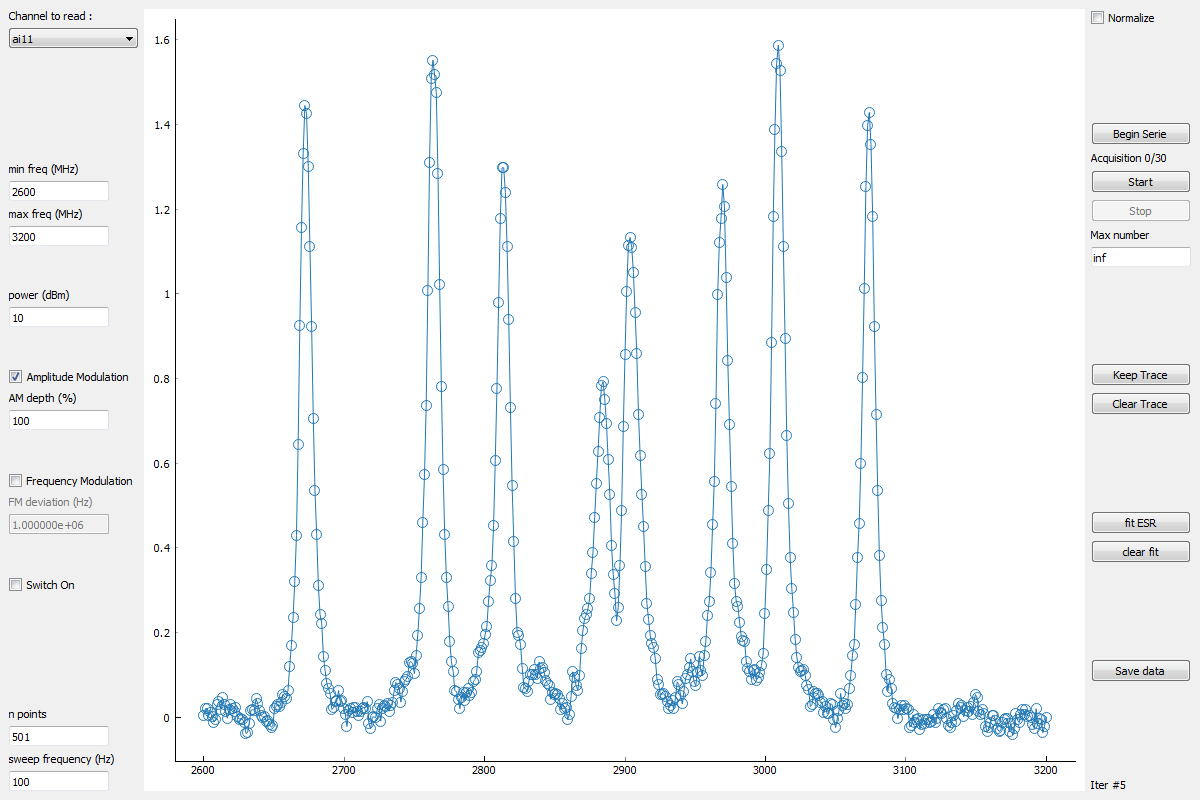 Channel to read :
ai11
min freq (MHz)
2600
max freq (MHz)
3200
power (dBm)
10
Amplitude Modulation
AM depth (%)
100
Frequency Modulation
FM deviation (Hz)
1.000000e+06
Switch On
n points
501
sweep frequency (Hz)
100
1.6
1.4
1.2
1
0.8
0.6
0.4
0.2
0
2600 2700 2800 2900 3000 3100 3200
Normalize
Begin Serie
Acquisition 0/30
Start
Stop
Max number
inf
Keep Trace
Clear Trace
fit ESR
clear fit
Save data
Iter #5